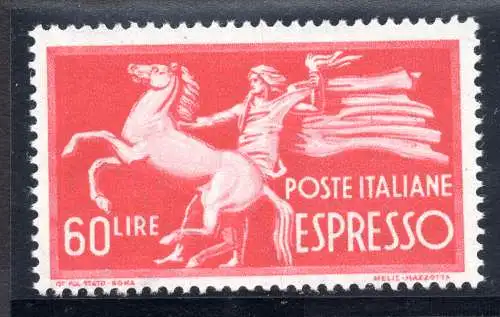 POSTE ITALIANE
60 LIRE ESPRESSO
IST. POL. STATO-ROMA MELIS-MAZZOTTA